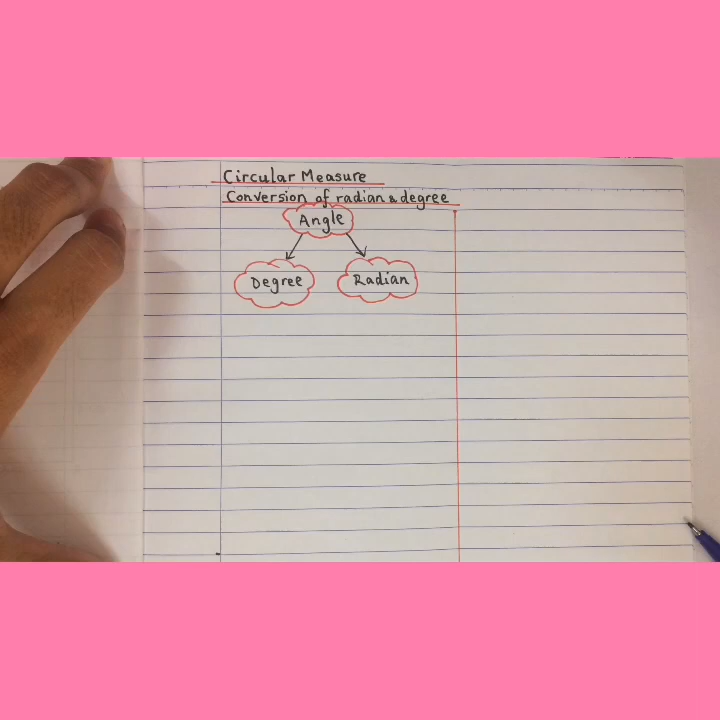 Circular Measure
Conversion of radian & degree
Angle
Degree Radian